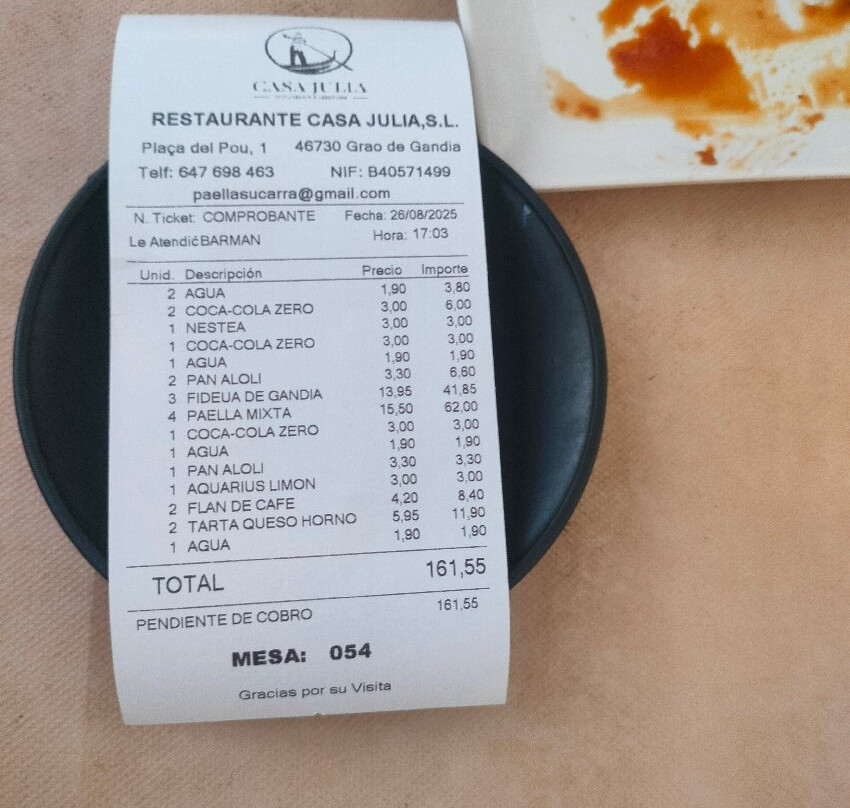 CASA JULIA
RESTAURANTE CASA JULIA,S.L.
Plaça del Pou, 1 46730 Grao de Gandia
Telf: 647 698 463 NIF: B40571499
paellasucarra@gmail.com
N. Ticket: COMPROBANTE Fecha: 26/08/2025
Le AtendióBARMAN Hora: 17:03
Unid. Descripción Precio Importe
2 AGUA 1,90 3,80
2 COCA-COLA ZERO 3,00 6,00
1 NESTEA 3,00 3,00
1 COCA-COLA ZERO 3,00 3,00
1 AGUA 1,90 1,90
2 PAN ALOLI 3,30 6,60
3 FIDEUA DE GANDIA 13,95 41,85
4 PAELLA MIXTA 15,50 62,00
1 COCA-COLA ZERO 3,00 3,00
1 AGUA 1,90 1,90
1 PAN ALOLI 3,30 3,30
1 AQUARIUS LIMON 3,00 3,00
2 FLAN DE CAFE 4,20 8,40
2 TARTA QUESO HORNO 5,95 11,90
1 AGUA 1,90 1,90
TOTAL 161,55
PENDIENTE DE COBRO 161,55
MESA: 054
Gracias por su Visita